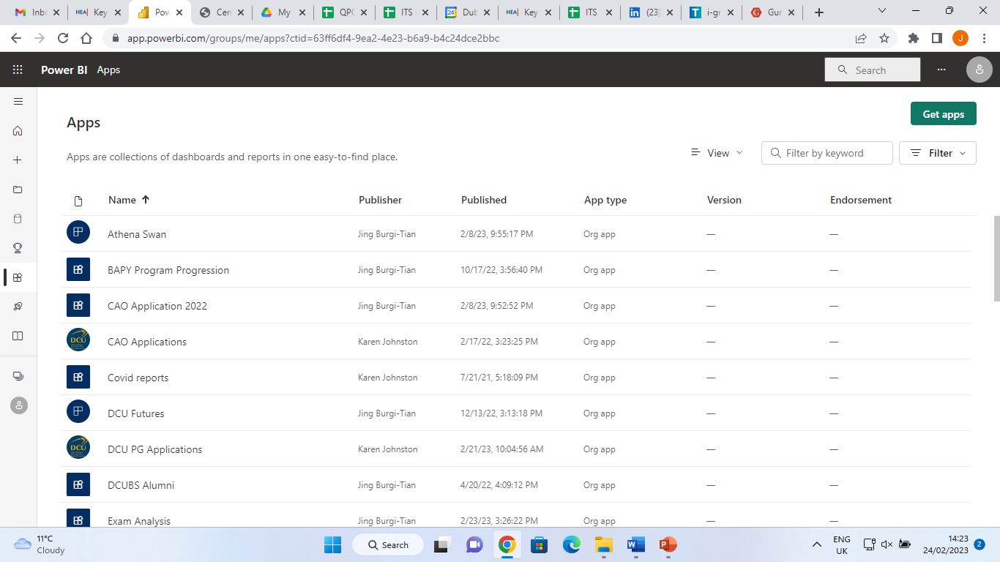 Inbo
HEA| Key
Pow
Cen
My
QPC
ITS
24 Dub
HEA| Key
ITS
(23)
i-gr
Gur
app.powerbi.com/groups/me/apps?ctid=63ff6df4-9ea2-4e23-b6a9-b4c24dce2bbc
J
Power BI Apps
Search
Get apps
Apps
Apps are collections of dashboards and reports in one easy-to-find place.
View
Filter by keyword
Filter
Name Publisher Published App type Version Endorsement
Athena Swan Jing Burgi-Tian 2/8/23, 9:55:17 PM Org app — —
BAPY Program Progression Jing Burgi-Tian 10/17/22, 3:56:40 PM Org app — —
CAO Application 2022 Jing Burgi-Tian 2/8/23, 9:52:52 PM Org app — —
DCU CAO Applications Karen Johnston 2/17/22, 3:23:25 PM Org app — —
Covid reports Karen Johnston 7/21/21, 5:18:09 PM Org app — —
DCU Futures Jing Burgi-Tian 12/13/22, 3:13:18 PM Org app — —
DCU DCU PG Applications Karen Johnston 2/21/23, 10:04:56 AM Org app — —
DCUBS Alumni Jing Burgi-Tian 4/20/22, 4:09:12 PM Org app — —
Exam Analysis Jing Burgi-Tian 2/23/23, 3:26:22 PM Org app — —
11°C
Cloudy
Search
ENG
UK
14:23
24/02/2023
2